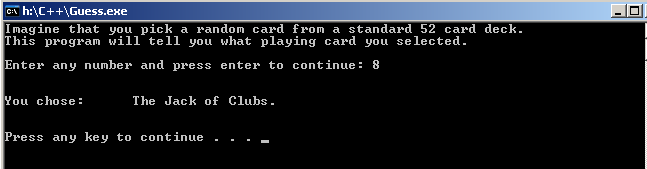 h:\C++\Guess.exe
Imagine that you pick a random card from a standard 52 card deck.
This program will tell you what playing card you selected.
Enter any number and press enter to continue: 8
You chose: The Jack of Clubs.
Press any key to continue . . . _